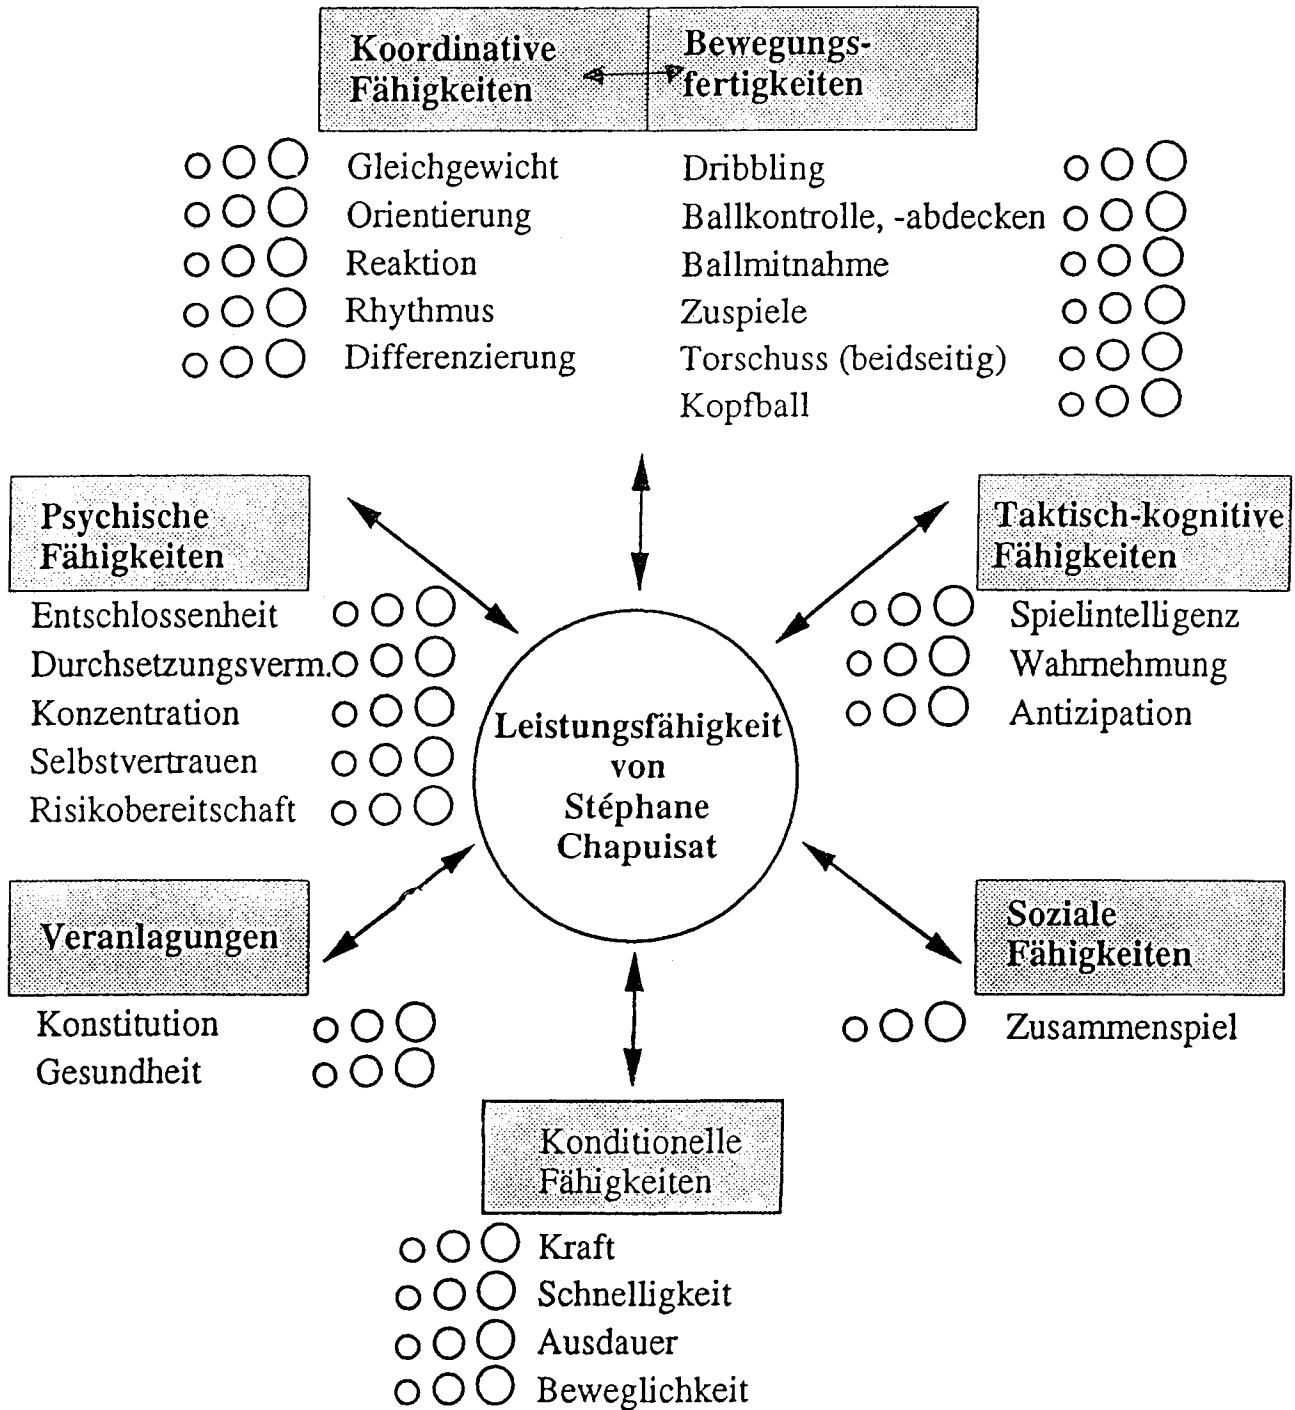 Koordinative
Fähigkeiten
Bewegungs-
fertigkeiten
Gleichgewicht
Orientierung
Reaktion
Rhythmus
Differenzierung
Dribbling
Ballkontrolle, -abdecken
Ballmitnahme
Zuspiele
Torschuss (beidseitig)
Kopfball
Psychische
Fähigkeiten
Entschlossenheit
Durchsetzungsverm.
Konzentration
Selbstvertrauen
Risikobereitschaft
Taktisch-kognitive
Fähigkeiten
Spielintelligenz
Wahrnehmung
Antizipation
Leistungsfähigkeit
von
Stéphane
Chapuisat
Veranlagungen
Konstitution
Gesundheit
Soziale
Fähigkeiten
Zusammenspiel
Konditionelle
Fähigkeiten
Kraft
Schnelligkeit
Ausdauer
Beweglichkeit